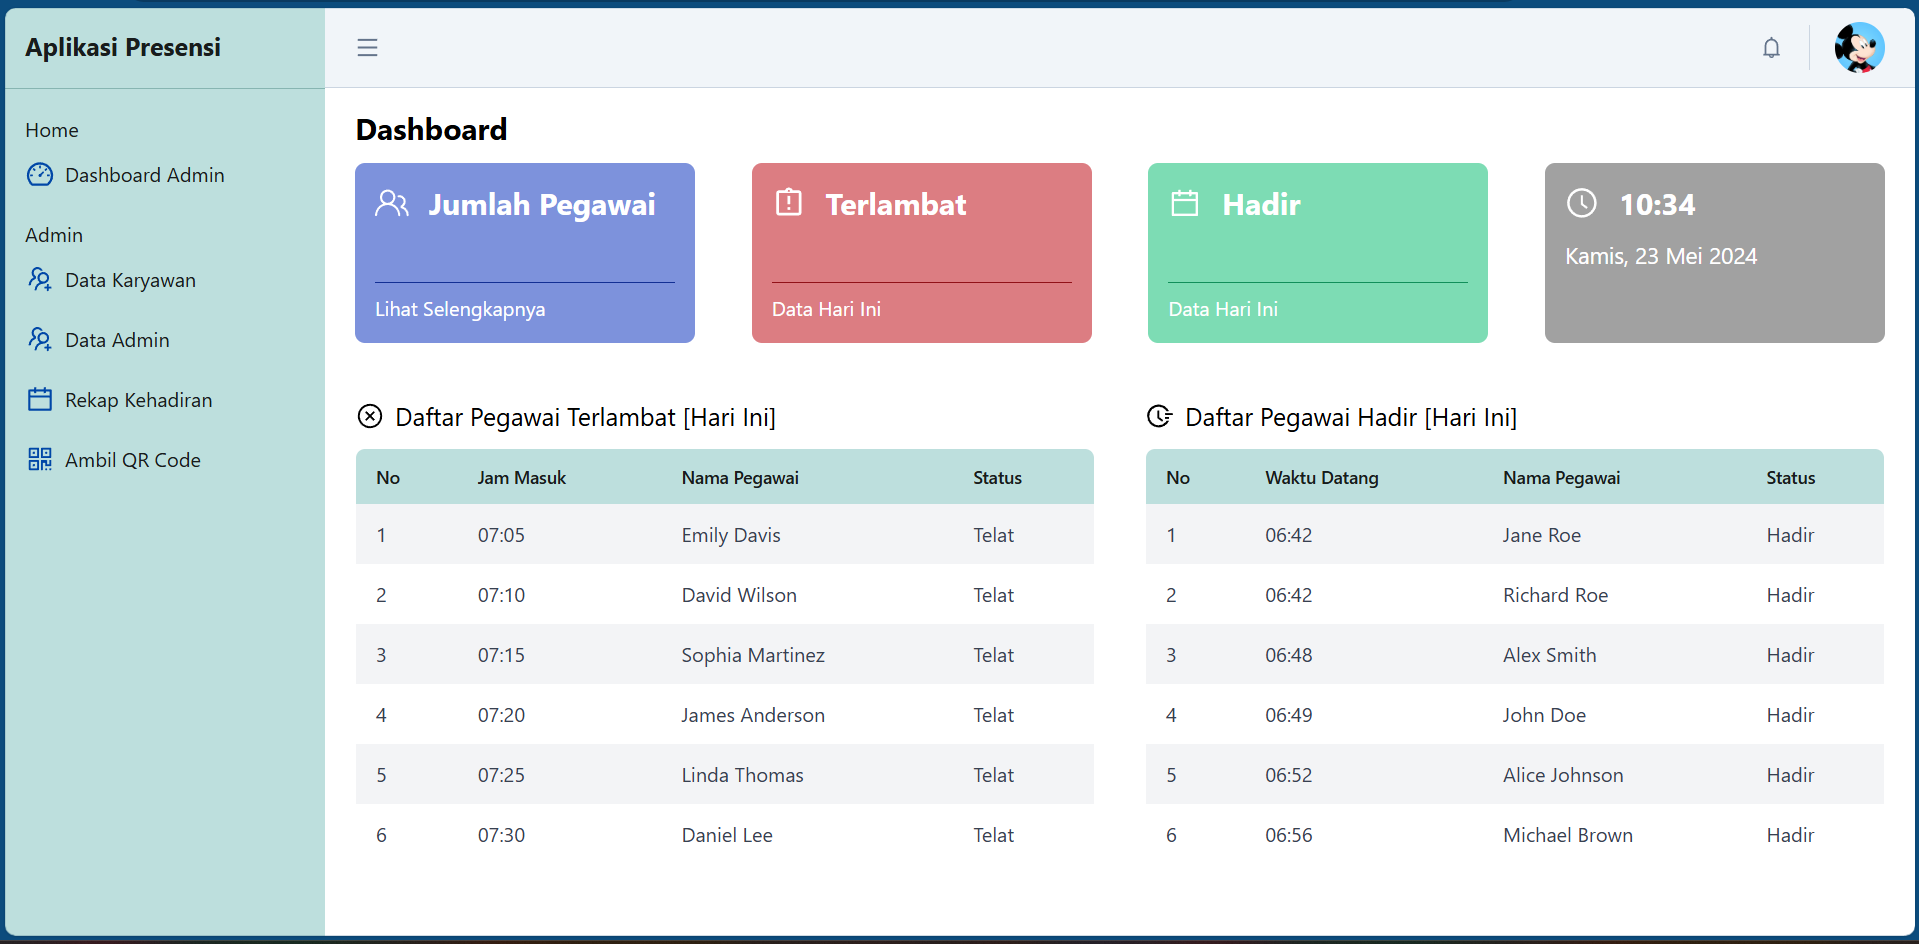 Aplikasi Presensi
Home
Dashboard Admin
Admin
Data Karyawan
Data Admin
Rekap Kehadiran
Ambil QR Code
Dashboard
Jumlah Pegawai
Lihat Selengkapnya
Terlambat
Data Hari Ini
Hadir
Data Hari Ini
10:34
Kamis, 23 Mei 2024
Daftar Pegawai Terlambat [Hari Ini]
No Jam Masuk Nama Pegawai Status
1 07:05 Emily Davis Telat
2 07:10 David Wilson Telat
3 07:15 Sophia Martinez Telat
4 07:20 James Anderson Telat
5 07:25 Linda Thomas Telat
6 07:30 Daniel Lee Telat
Daftar Pegawai Hadir [Hari Ini]
No Waktu Datang Nama Pegawai Status
1 06:42 Jane Roe Hadir
2 06:42 Richard Roe Hadir
3 06:48 Alex Smith Hadir
4 06:49 John Doe Hadir
5 06:52 Alice Johnson Hadir
6 06:56 Michael Brown Hadir